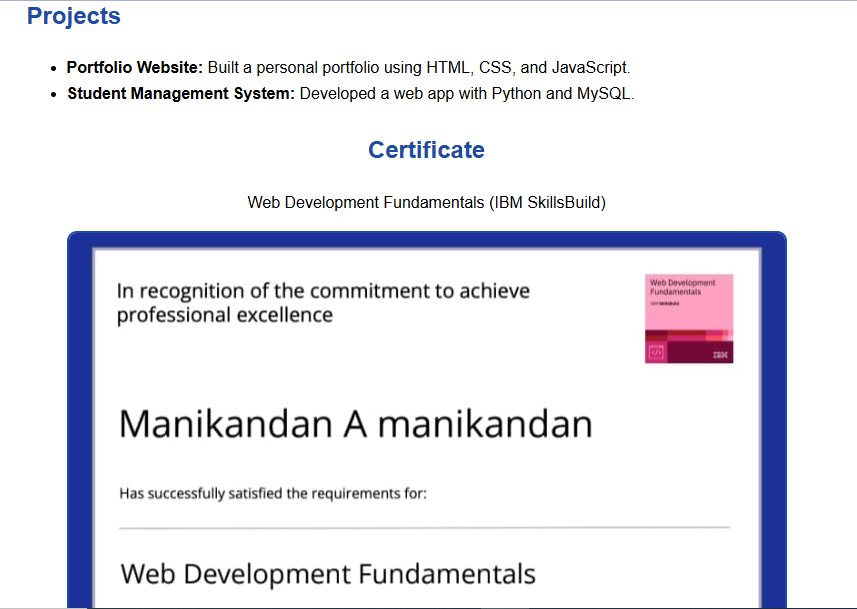 Projects
Portfolio Website: Built a personal portfolio using HTML, CSS, and JavaScript.
Student Management System: Developed a web app with Python and MySQL.
Certificate
Web Development Fundamentals (IBM SkillsBuild)
In recognition of the commitment to achieve
professional excellence
Web Development
Fundamentals
IBM SkillsBuild
IBM
Manikandan A manikandan
Has successfully satisfied the requirements for:
Web Development Fundamentals